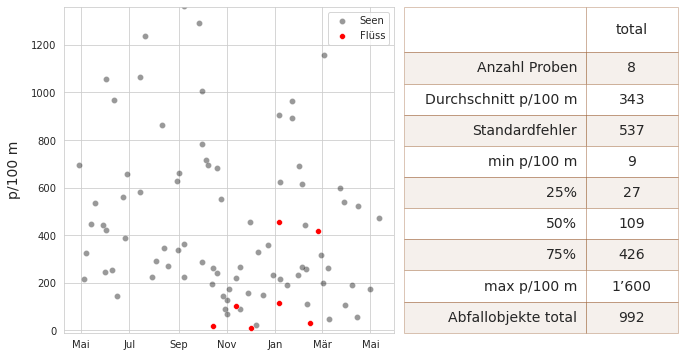 Seen
Flüss
p/100 m
1200
1000
800
600
400
200
0
Mai Jul Sep Nov Jan Mär Mai
total
Anzahl Proben 8
Durchschnitt p/100 m 343
Standardfehler 537
min p/100 m 9
25% 27
50% 109
75% 426
max p/100 m 1’600
Abfallobjekte total 992